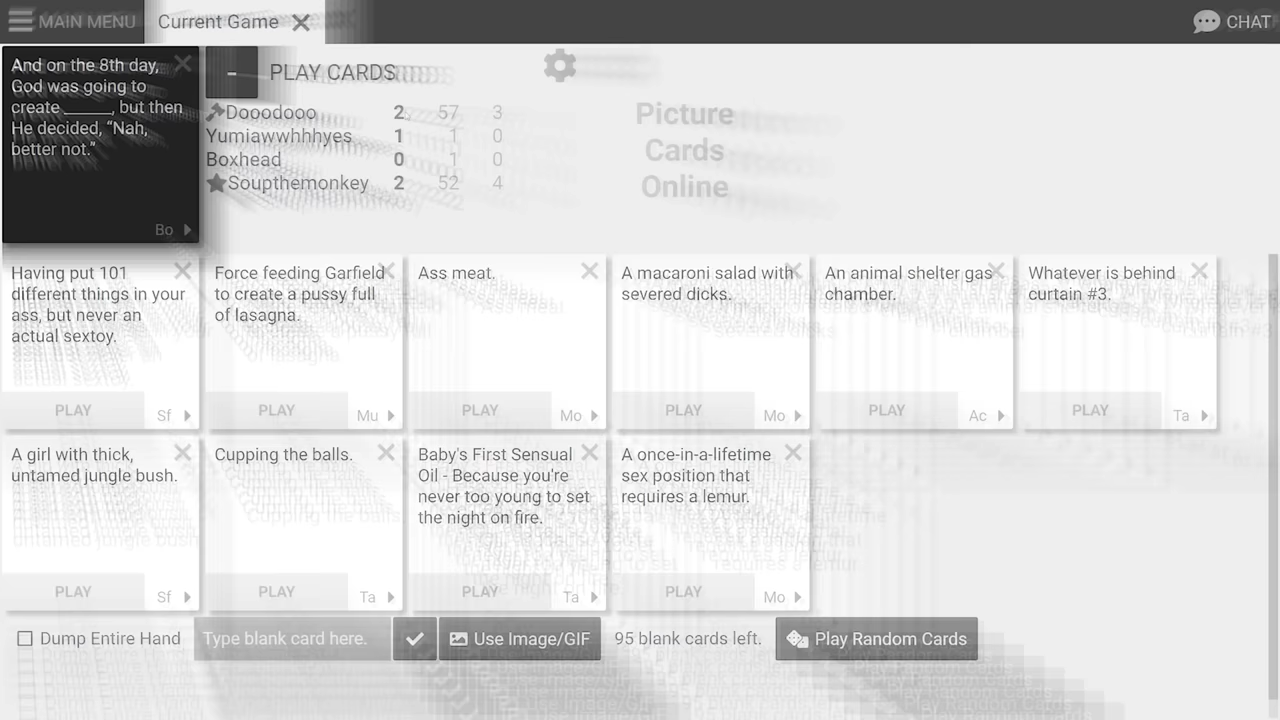 MAIN MENU
Current Game
CHAT
And on the 8th day,
God was going to
create______, but then
He decided, “Nah,
better not.”
Bo
-
PLAY CARDS
Dooodooo 2 57 3
Yumiawwhhhyes 1 1 0
Boxhead 0 1 0
Soupthemonkey 2 52 4
Picture
Cards
Online
Having put 101
different things in your
ass, but never an
actual sextoy.
PLAY
Sf
Force feeding Garfield
to create a pussy full
of lasagna.
PLAY
Mu
Ass meat.
PLAY
Mo
A macaroni salad with
severed dicks.
PLAY
Mo
An animal shelter gas
chamber.
PLAY
Ac
Whatever is behind
curtain #3.
PLAY
Ta
A girl with thick,
untamed jungle bush.
PLAY
Sf
Cupping the balls.
PLAY
Ta
Baby's First Sensual
Oil - Because you're
never too young to set
the night on fire.
PLAY
Ta
A once-in-a-lifetime
sex position that
requires a lemur.
PLAY
Mo
Dump Entire Hand
Type blank card here.
Use Image/GIF
95 blank cards left.
Play Random Cards